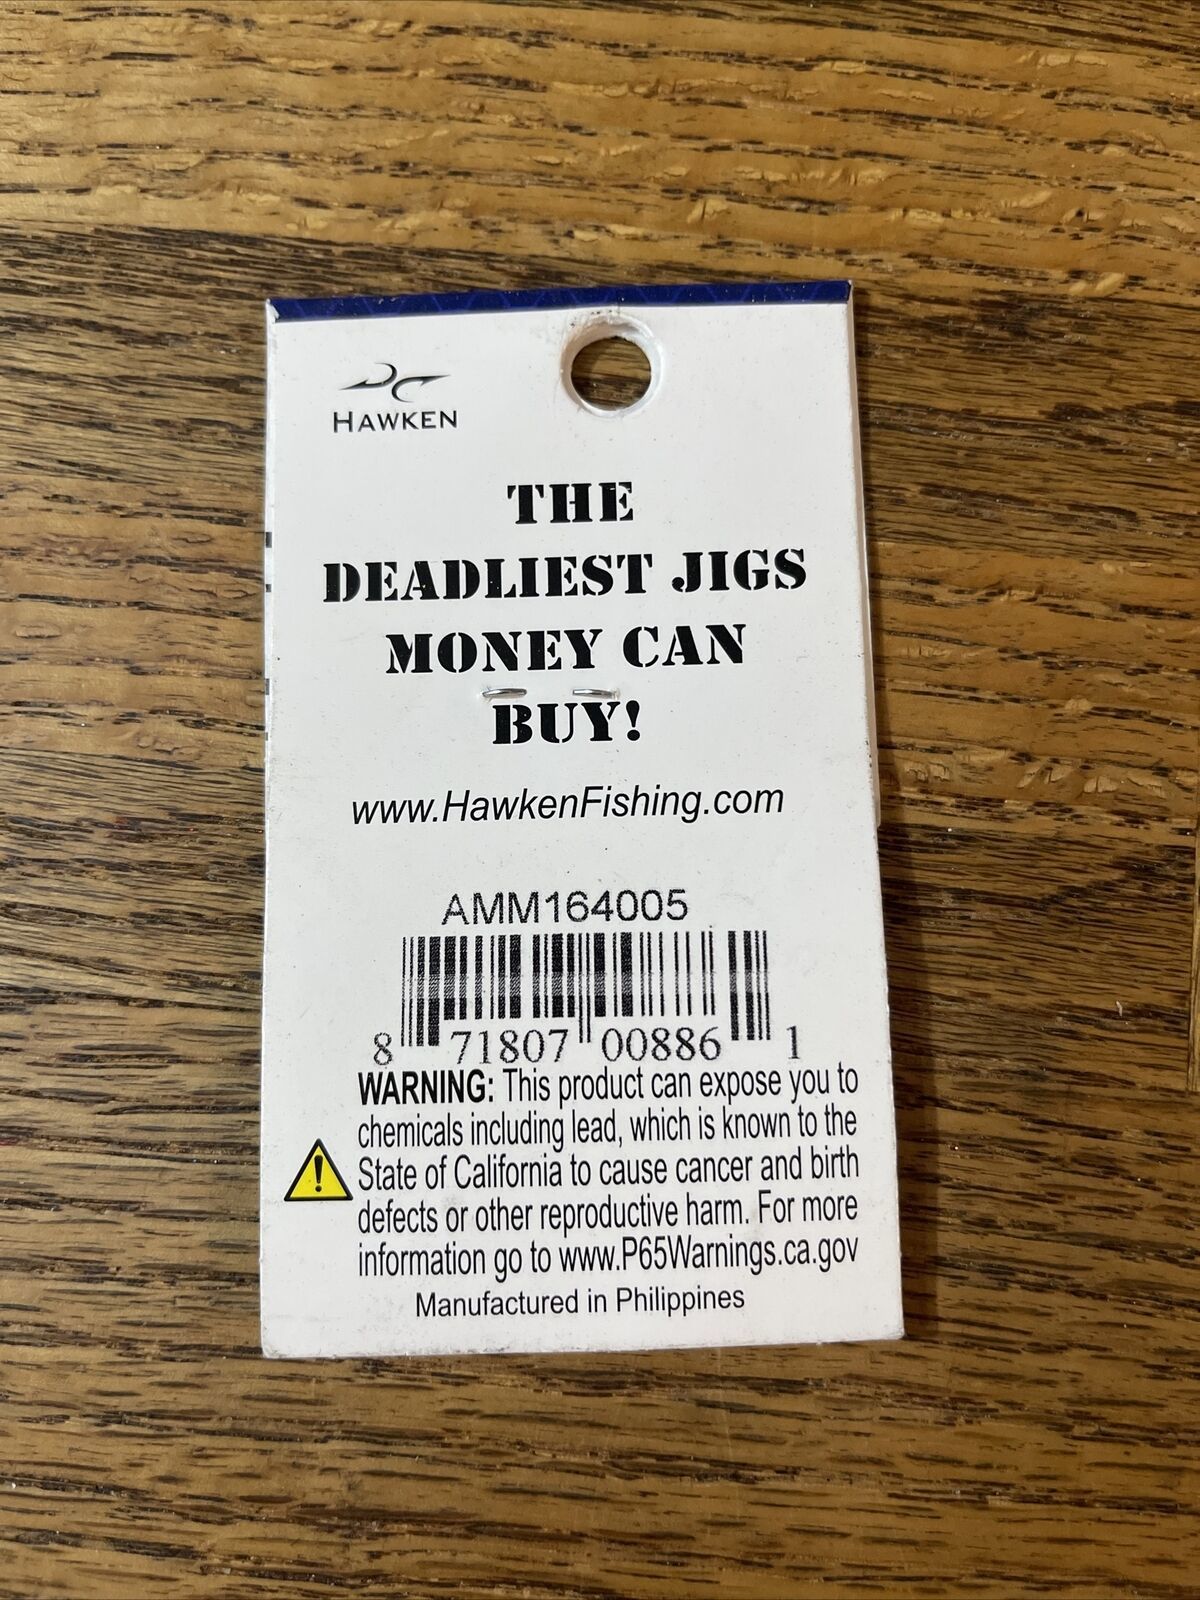 HAWKEN
THE
DEADLIEST JIGS
MONEY CAN
BUY!
www.HawkenFishing.com
AMM164005
8 71807 00886 1
WARNING: This product can expose you to
chemicals including lead, which is known to the
State of California to cause cancer and birth
defects or other reproductive harm. For more
information go to www.P65Warnings.ca.gov
Manufactured in Philippines